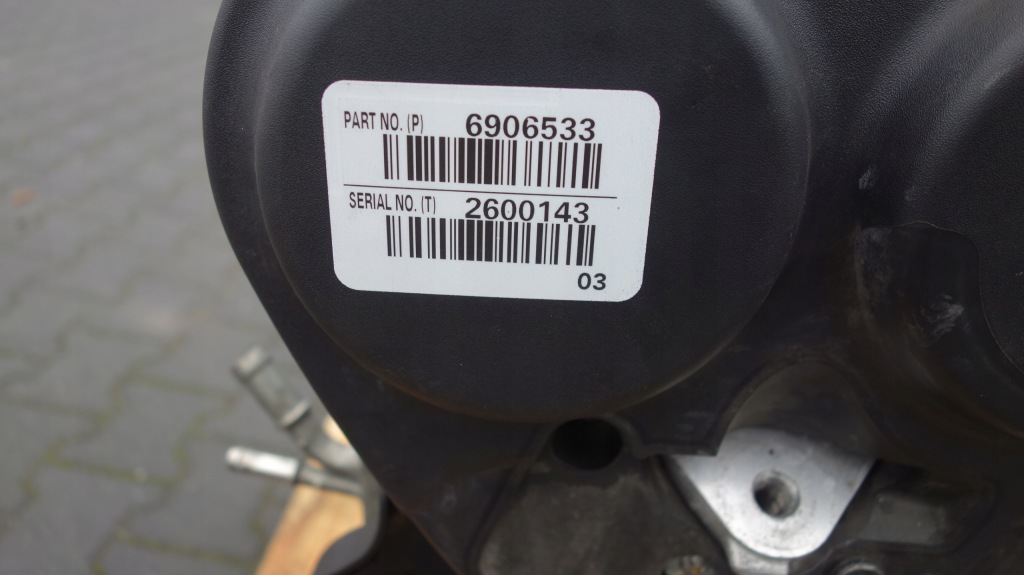 PART NO. (P) 6906533
SERIAL NO. (T) 2600143
03